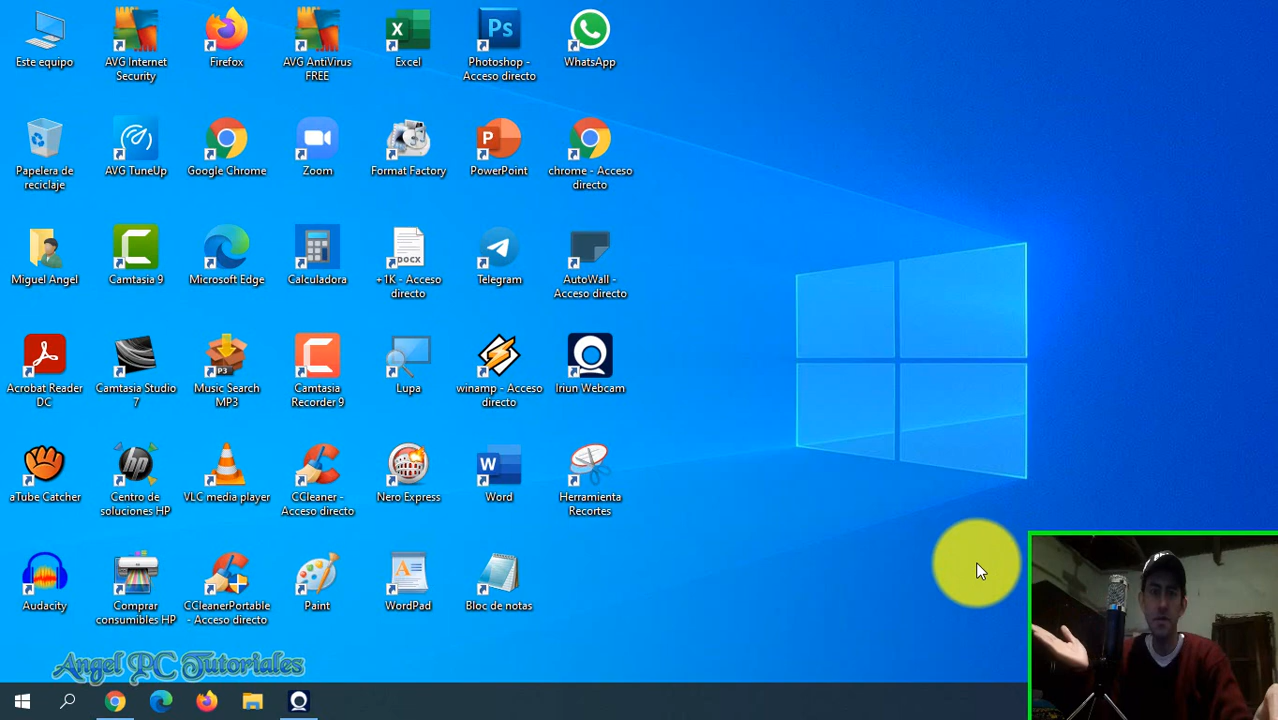 Este equipo
AVG Internet
Security
Firefox
AVG AntiVirus
FREE
Excel
Photoshop -
Acceso directo
WhatsApp
Papelera de
reciclaje
AVG TuneUp
Google Chrome
Zoom
Format Factory
PowerPoint
chrome - Acceso
directo
Miguel Angel
Camtasia 9
Microsoft Edge
Calculadora
+1K - Acceso
directo
Telegram
AutoWall -
Acceso directo
Acrobat Reader
DC
Camtasia Studio
7
Music Search
MP3
Camtasia
Recorder 9
Lupa
winamp - Acceso
directo
Iriun Webcam
aTube Catcher
Centro de
soluciones HP
VLC media player
CCleaner -
Acceso directo
Nero Express
Word
Herramienta
Recortes
Audacity
Comprar
consumibles HP
CCleanerPortable
- Acceso directo
Paint
WordPad
Bloc de notas
Angel PC Tutoriales